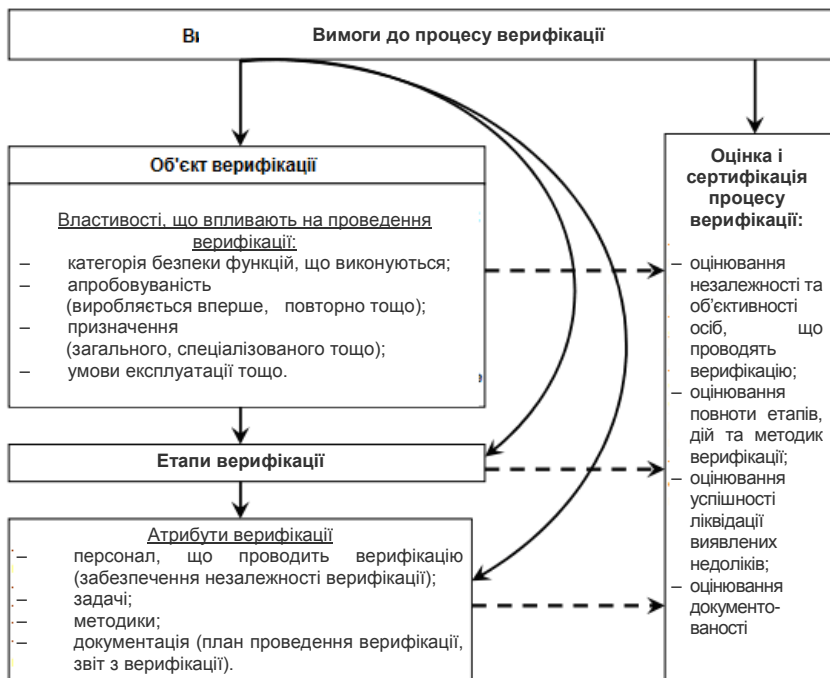 Ви Вимоги до процесу верифікації
Об'єкт верифікації
Властивості, що впливають на проведення
верифікації:
– категорія безпеки функцій, що виконуються;
– апробовуваність
(виробляється вперше, повторно тощо);
– призначення
(загального, спеціалізованого тощо);
– умови експлуатації тощо.
Етапи верифікації
Атрибути верифікації
– персонал, що проводить верифікацію
(забезпечення незалежності верифікації);
– задачі;
– методики;
– документація (план проведення верифікації,
звіт з верифікації).
Оцінка і
сертифікація
процесу
верифікації:
– оцінювання
незалежності та
об’єктивності
осіб, що
проводять
верифікацію;
– оцінювання
повноти етапів,
дій та методик
верифікації;
– оцінювання
успішності
ліквідації
виявлених
недоліків;
– оцінювання
документо-
ваності